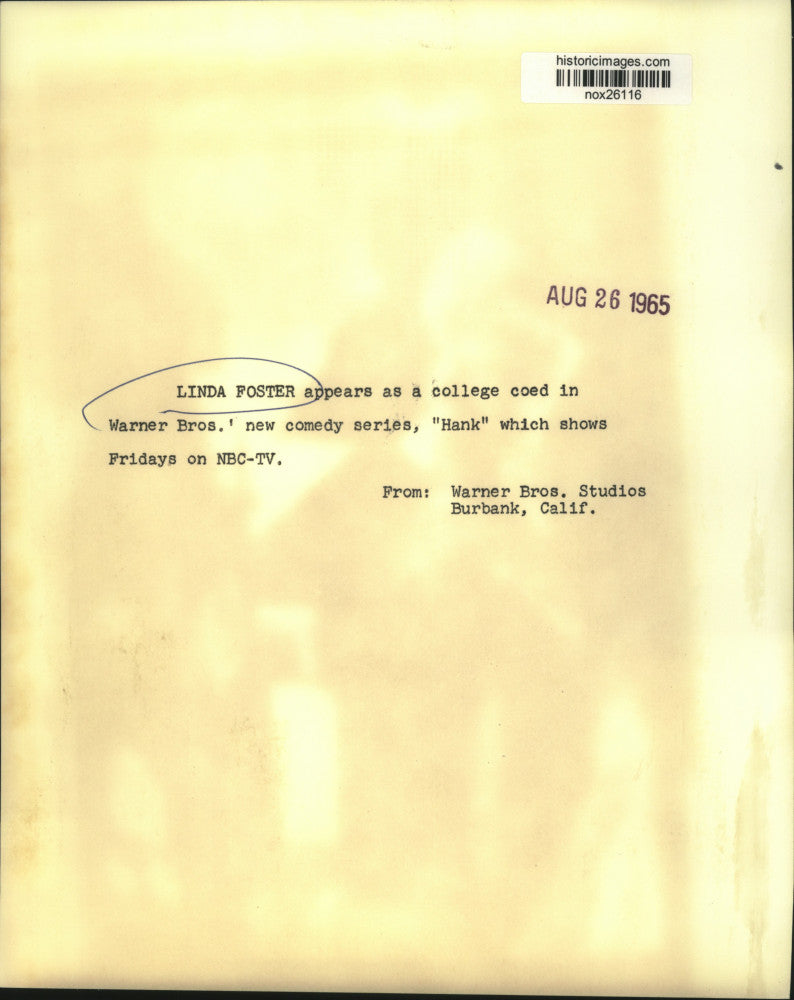 historicimages.com
nox26116
AUG 26 1965
LINDA FOSTER appears as a college coed in
Warner Bros.' new comedy series, "Hank" which shows
Fridays on NBC-TV.
From: Warner Bros. Studios
Burbank, Calif.